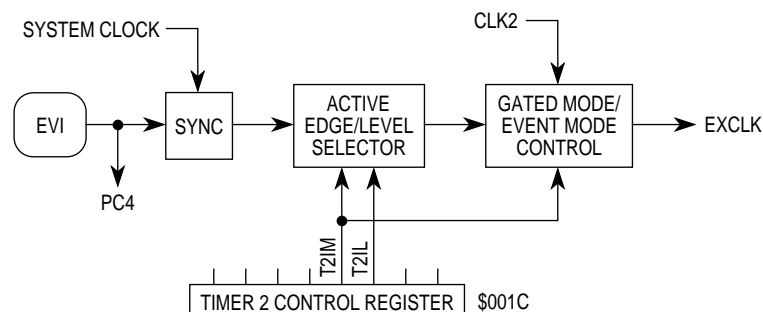 SYSTEM CLOCK
CLK2
EVI
SYNC
ACTIVE
EDGE/LEVEL
SELECTOR
GATED MODE/
EVENT MODE
CONTROL
EXCLK
PC4
T2IM
T2IL
TIMER 2 CONTROL REGISTER
$001C